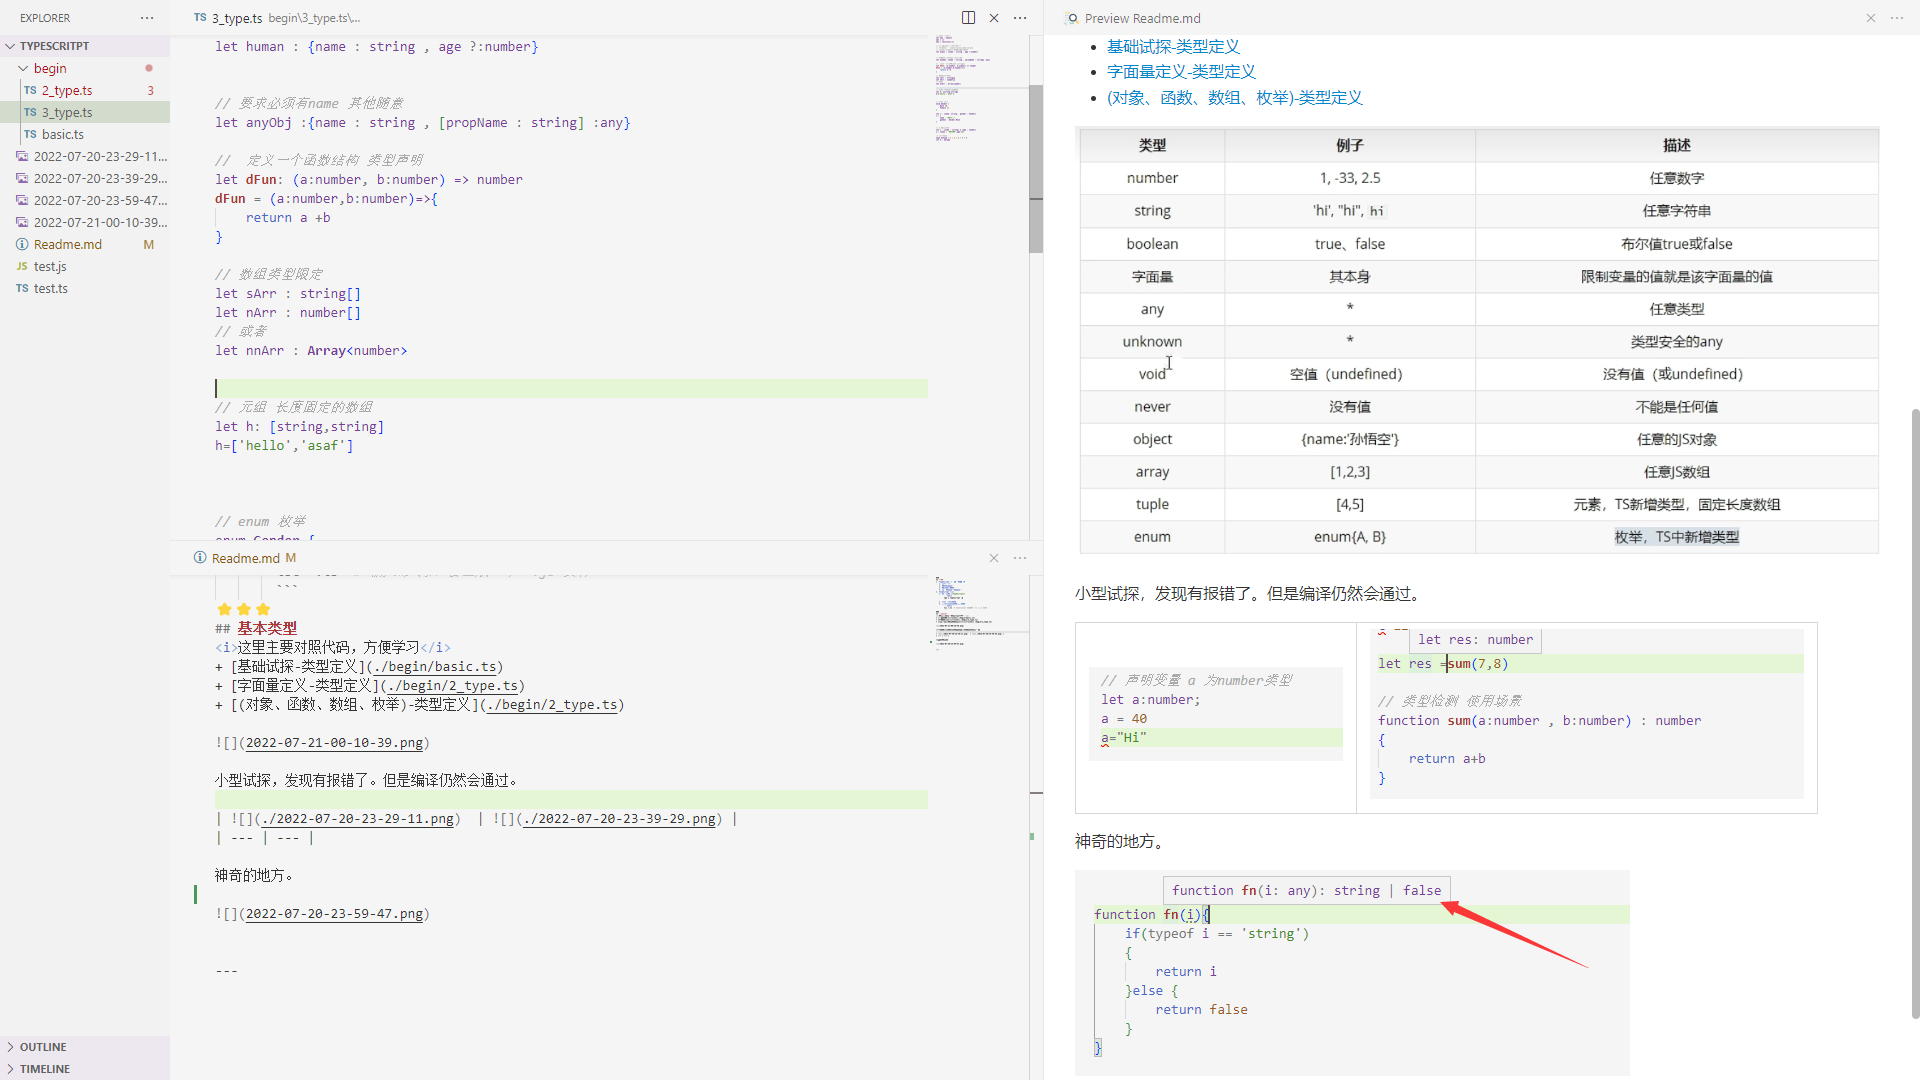 EXPLORER
TYPESCRITPT
begin
TS 2_type.ts 3
TS 3_type.ts
TS basic.ts
2022-07-20-23-29-11...
2022-07-20-23-39-29...
2022-07-20-23-59-47...
2022-07-21-00-10-39...
Readme.md M
JS test.js
TS test.ts
OUTLINE
TIMELINE
TS 3_type.ts begin\3_type.ts\...
let human : {name : string , age ?:number}
// 要求必须有name 其他随意
let anyObj :{name : string , [propName : string] :any}
// 定义一个函数结构 类型声明
let dFun: (a:number, b:number) => number
dFun = (a:number,b:number)=>{
return a +b
}
// 数组类型限定
let sArr : string[]
let nArr : number[]
// 或者
let nnArr : Array<number>
// 元组 长度固定的数组
let h: [string,string]
h=['hello','asaf']
// enum 枚举
enum Gender {
Readme.md M
```
⭐⭐⭐
## 基本类型
<i>这里主要对照代码，方便学习</i>
+ [基础试探-类型定义](./begin/basic.ts)
+ [字面量定义-类型定义](./begin/2_type.ts)
+ [(对象、函数、数组、枚举)-类型定义](./begin/2_type.ts)
![](2022-07-21-00-10-39.png)
小型试探，发现有报错了。但是编译仍然会通过。
| ![](./2022-07-20-23-29-11.png) | ![](./2022-07-20-23-39-29.png) |
| --- | --- |
神奇的地方。
![](2022-07-20-23-59-47.png)
---
Preview Readme.md
基础试探-类型定义
字面量定义-类型定义
(对象、函数、数组、枚举)-类型定义
类型 例子 描述
number 1, -33, 2.5 任意数字
string 'hi', "hi", hi 任意字符串
boolean true、false 布尔值true或false
字面量 其本身 限制变量的值就是该字面量的值
any * 任意类型
unknown * 类型安全的any
void 空值（undefined） 没有值（或undefined）
never 没有值 不能是任何值
object {name:'孙悟空'} 任意的JS对象
array [1,2,3] 任意JS数组
tuple [4,5] 元素，TS新增类型，固定长度数组
enum enum{A, B} 枚举，TS中新增类型
小型试探，发现有报错了。但是编译仍然会通过。
// 声明变量 a 为number类型
let a:number;
a = 40
a="Hi"
let res: number
let res =sum(7,8)
// 类型检测 使用场景
function sum(a:number , b:number) : number
{
return a+b
}
神奇的地方。
function fn(i: any): string | false
function fn(i){
if(typeof i == 'string')
{
return i
}else {
return false
}
}